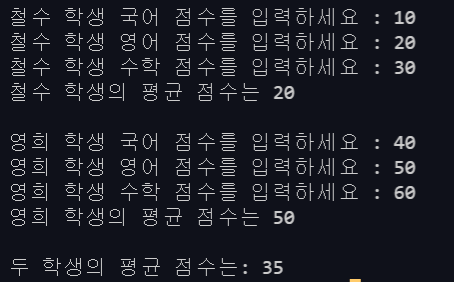 철수 학생 국어 점수를 입력하세요 : 10
철수 학생 영어 점수를 입력하세요 : 20
철수 학생 수학 점수를 입력하세요 : 30
철수 학생의 평균 점수는 20
영희 학생 국어 점수를 입력하세요 : 40
영희 학생 영어 점수를 입력하세요 : 50
영희 학생 수학 점수를 입력하세요 : 60
영희 학생의 평균 점수는 50
두 학생의 평균 점수는: 35